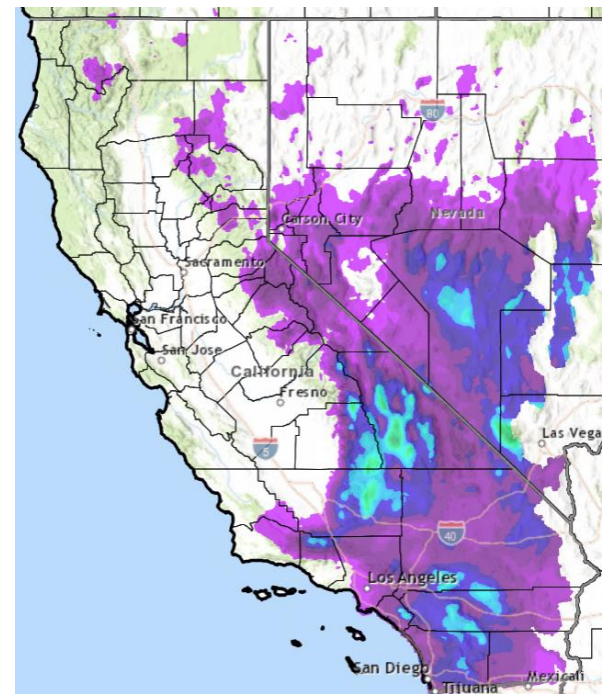 80
Carson City
Nevada
Sacramento
San Francisco
San Jose
California
Fresno
5
Las Vega
40
Los Angeles
San Diego
Tijuana
Mexicali